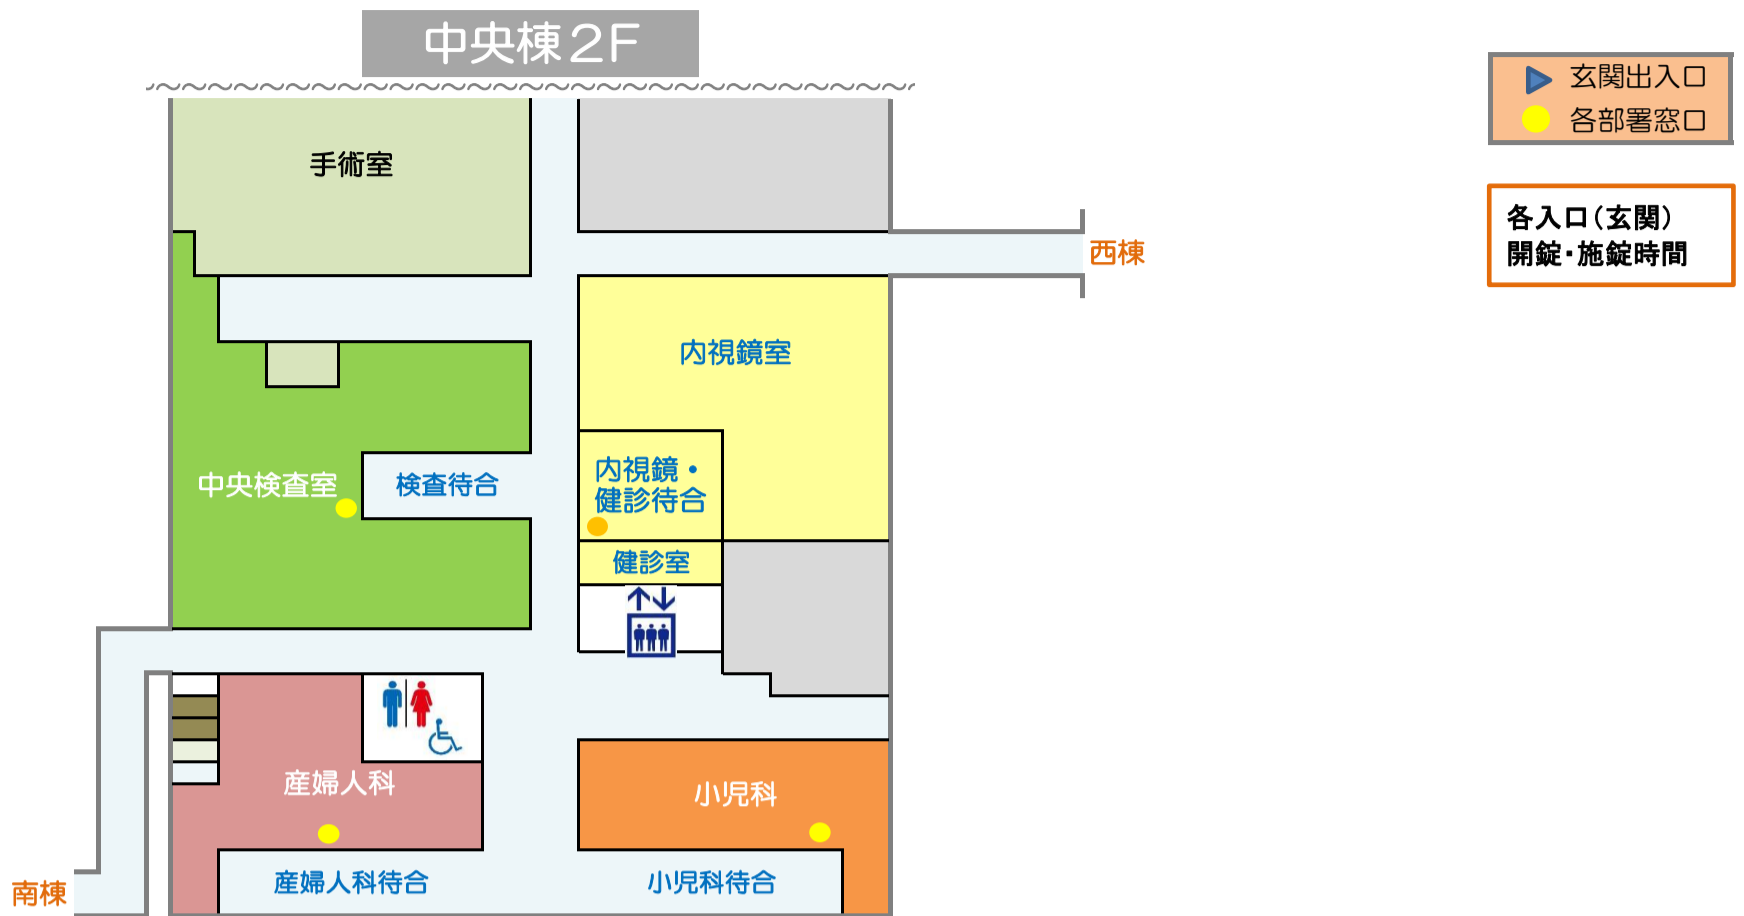 中央棟２Ｆ
玄関出入口
各部署窓口
各入口（玄関）
開錠・施錠時間
手術室
西棟
内視鏡室
中央検査室
検査待合
内視鏡・
健診待合
健診室
産婦人科
小児科
産婦人科待合
小児科待合
南棟